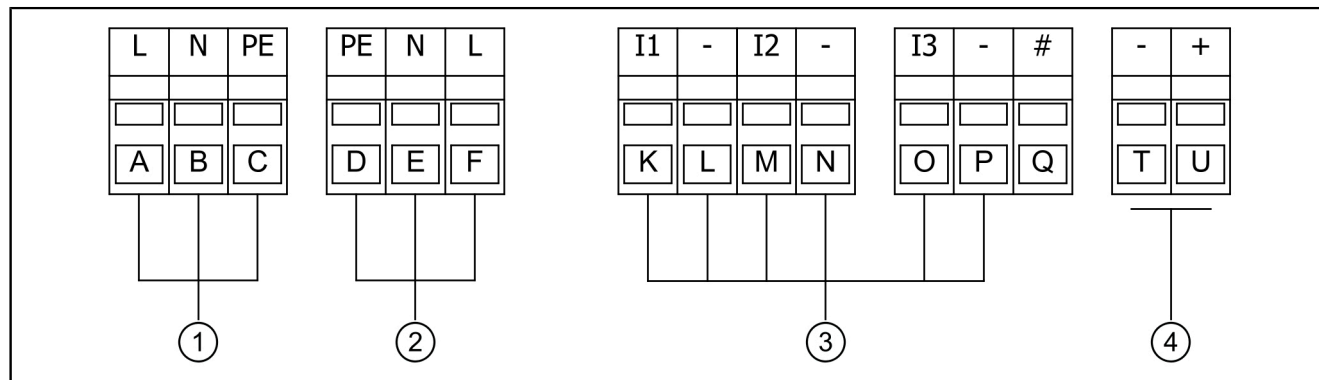 L N PE PE N L I1 - I2 - I3 - # - +
A B C D E F K L M N O P Q T U
1 2 3 4